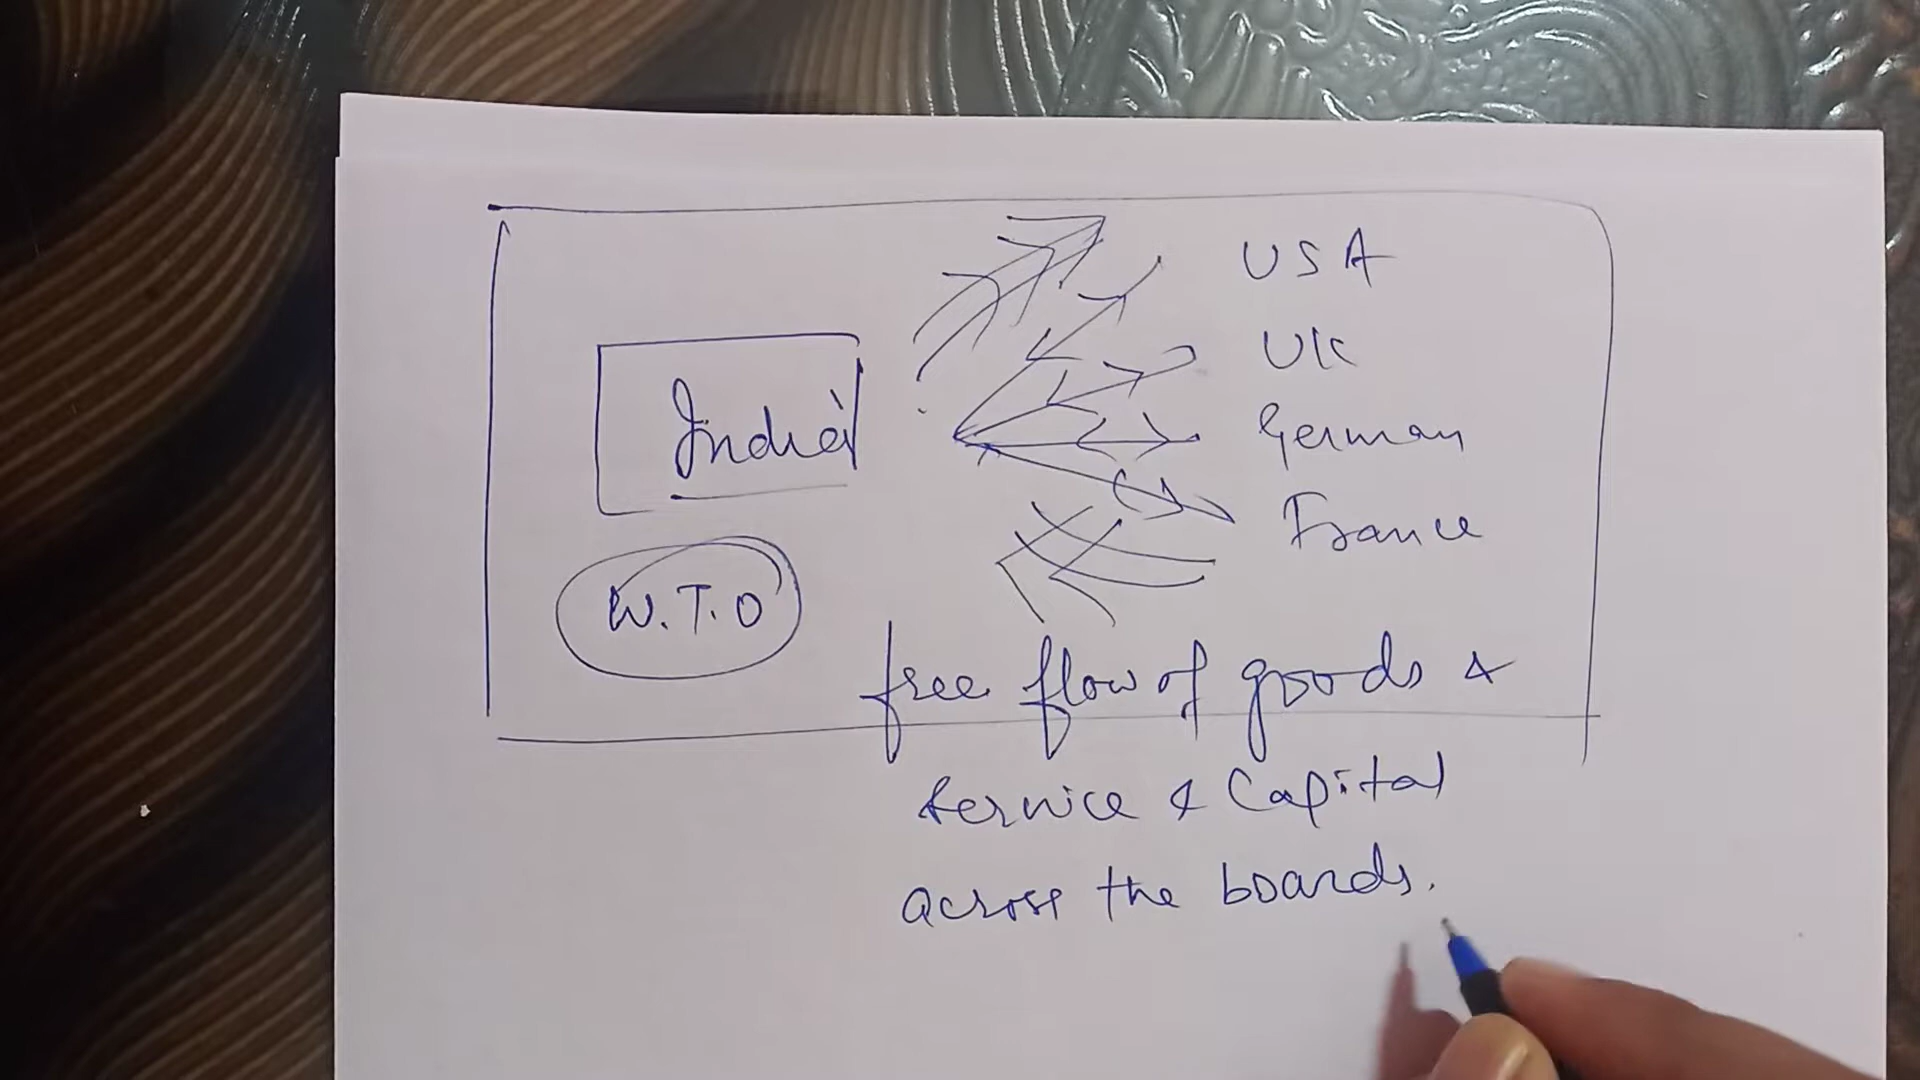 USA
UK
India
German
France
W.T.O
free flow of goods &
Service & Capital
across the boards.